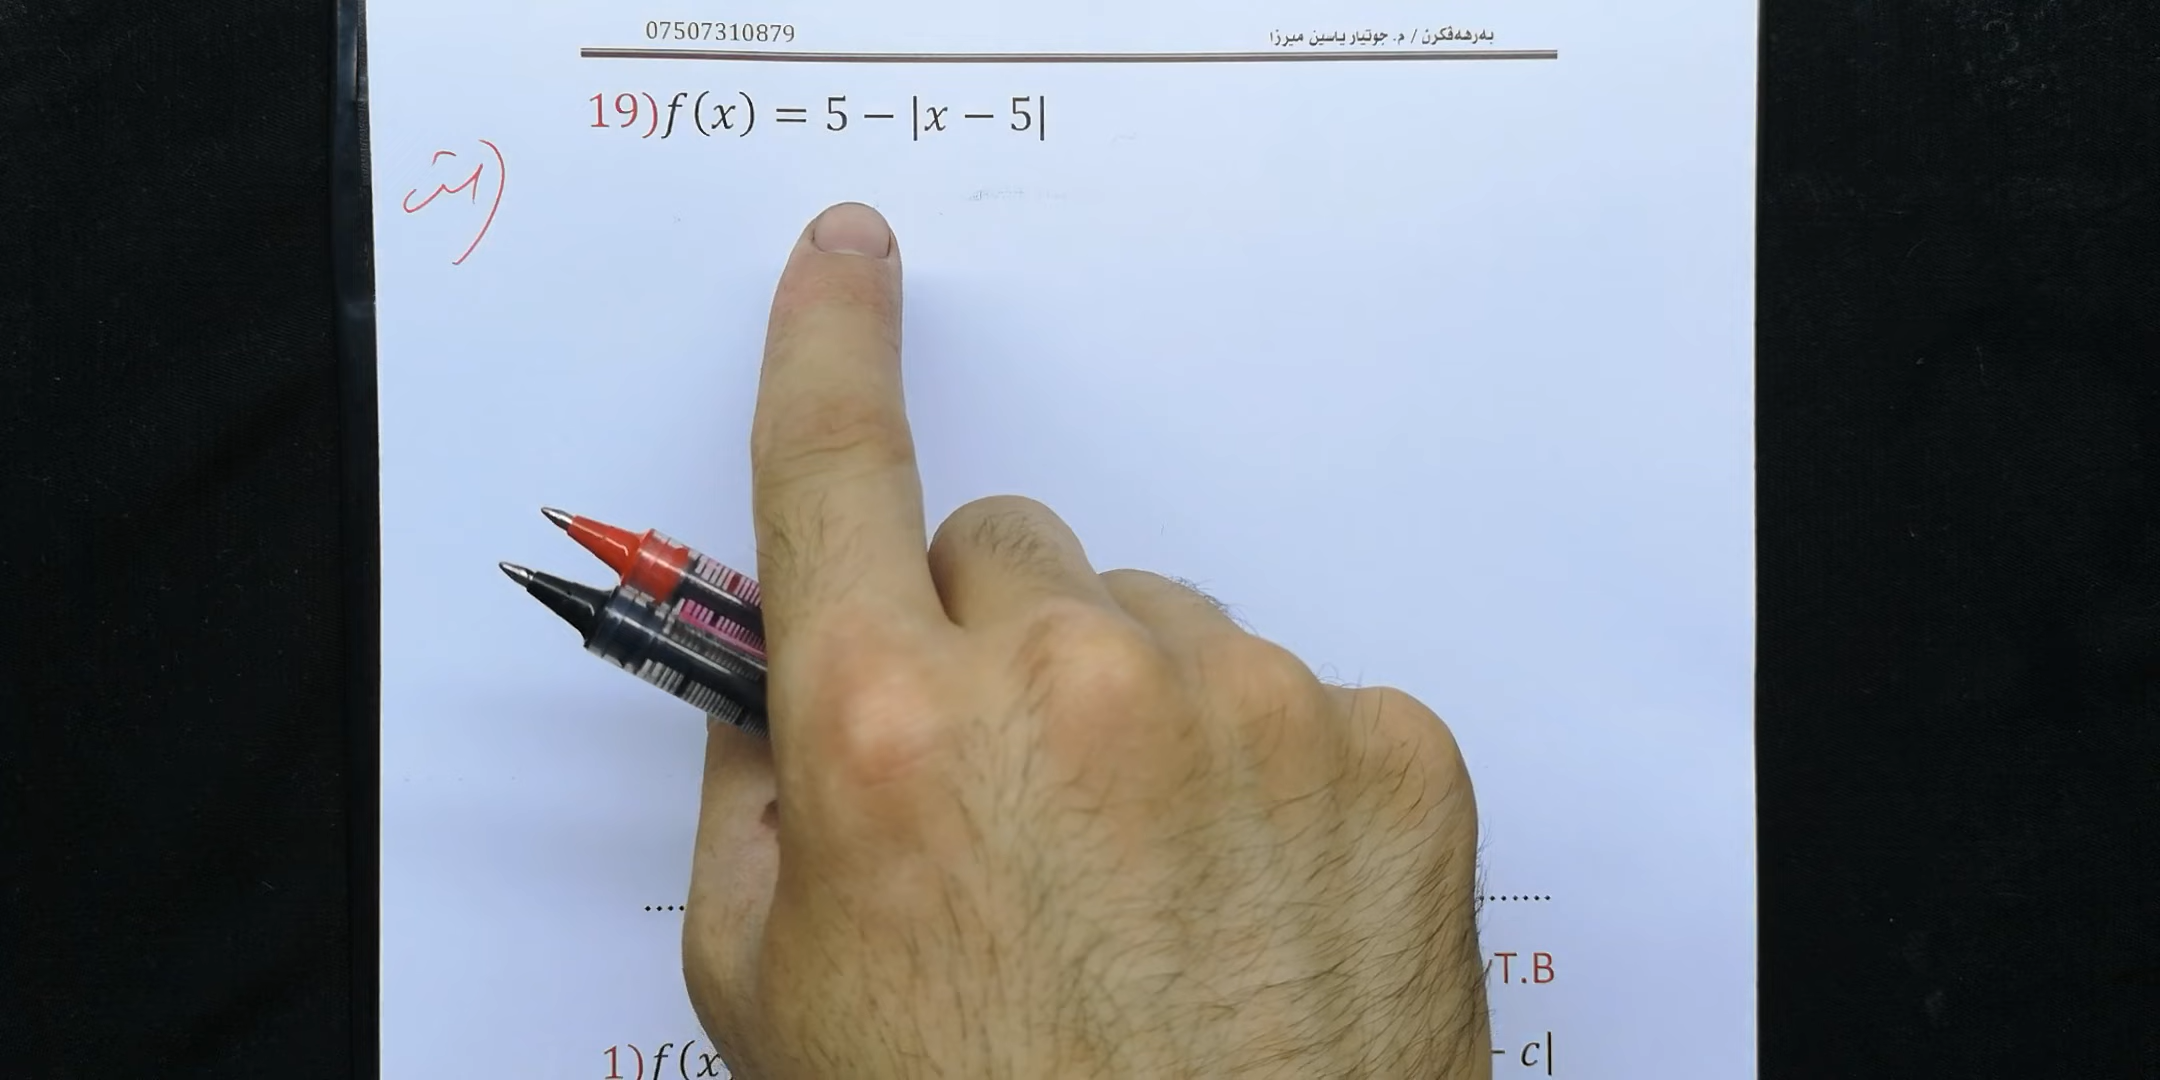 07507310879
بەرهەڤکرن / م. جوتیار یاسین میرزا
19)f(x) = 5 − |x − 5|
T.B
1)f(x
− c|